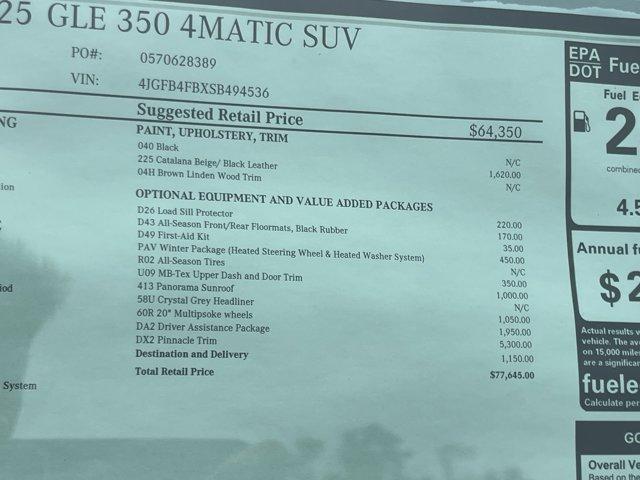 25 GLE 350 4MATIC SUV
PO#: 0570628389
VIN: 4JGFB4FBXSB494536
Suggested Retail Price $64,350
PAINT, UPHOLSTERY, TRIM
040 Black N/C
225 Catalana Beige/ Black Leather 1,620.00
04H Brown Linden Wood Trim N/C
OPTIONAL EQUIPMENT AND VALUE ADDED PACKAGES
D26 Load Sill Protector 220.00
D43 All-Season Front/Rear Floormats, Black Rubber 170.00
D49 First-Aid Kit 35.00
PAV Winter Package (Heated Steering Wheel & Heated Washer System) 450.00
R02 All-Season Tires N/C
U09 MB-Tex Upper Dash and Door Trim 350.00
413 Panorama Sunroof 1,000.00
58U Crystal Grey Headliner N/C
60R 20" Multipsoke wheels 1,050.00
DA2 Driver Assistance Package 1,950.00
DX2 Pinnacle Trim 5,300.00
Destination and Delivery 1,150.00
Total Retail Price $77,645.00
NG
ion
iod
System
EPA
DOT Fue
Fuel E
2
combine
4.5
Annual f
$2
Actual results v
vehicle. The av
on 15,000 mile
are a significan
fuele
Calculate per
GO
Overall Ve
Based on the